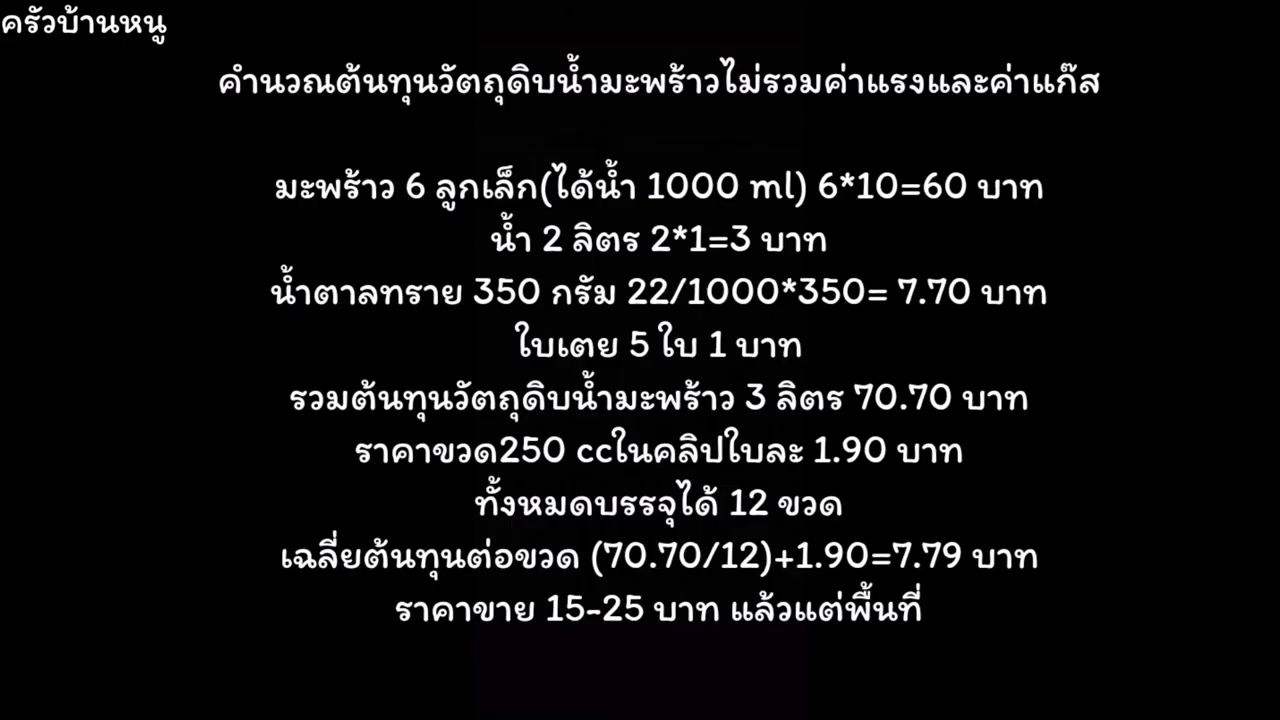 ครัวบ้านหนู
คำนวณต้นทุนวัตถุดิบน้ำมะพร้าวไม่รวมค่าแรงและค่าแก๊ส
มะพร้าว 6 ลูกเล็ก(ได้น้ำ 1000 ml) 6*10=60 บาท
น้ำ 2 ลิตร 2*1=3 บาท
น้ำตาลทราย 350 กรัม 22/1000*350= 7.70 บาท
ใบเตย 5 ใบ 1 บาท
รวมต้นทุนวัตถุดิบน้ำมะพร้าว 3 ลิตร 70.70 บาท
ราคาขวด250 ccในคลิปใบละ 1.90 บาท
ทั้งหมดบรรจุได้ 12 ขวด
เฉลี่ยต้นทุนต่อขวด (70.70/12)+1.90=7.79 บาท
ราคาขาย 15-25 บาท แล้วแต่พื้นที่